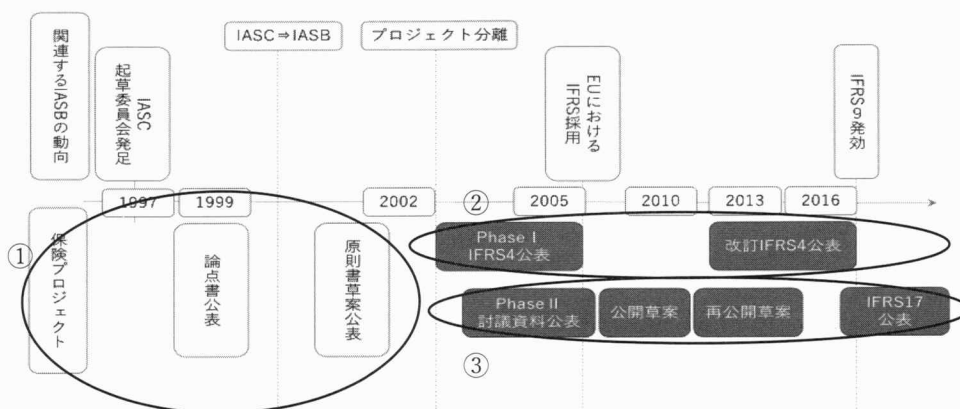 関連するIASBの動向
IASC
起草委員会発足
IASC⇒IASB
プロジェクト分離
EUにおける
IFRS採用
IFRS9発効
1997
1999
2002
②
2005
2010
2013
2016
①
保険プロジェクト
論点書公表
原則書草案公表
Phase Ⅰ
IFRS4公表
改訂IFRS4公表
Phase Ⅱ
討議資料公表
公開草案
再公開草案
IFRS17
公表
③